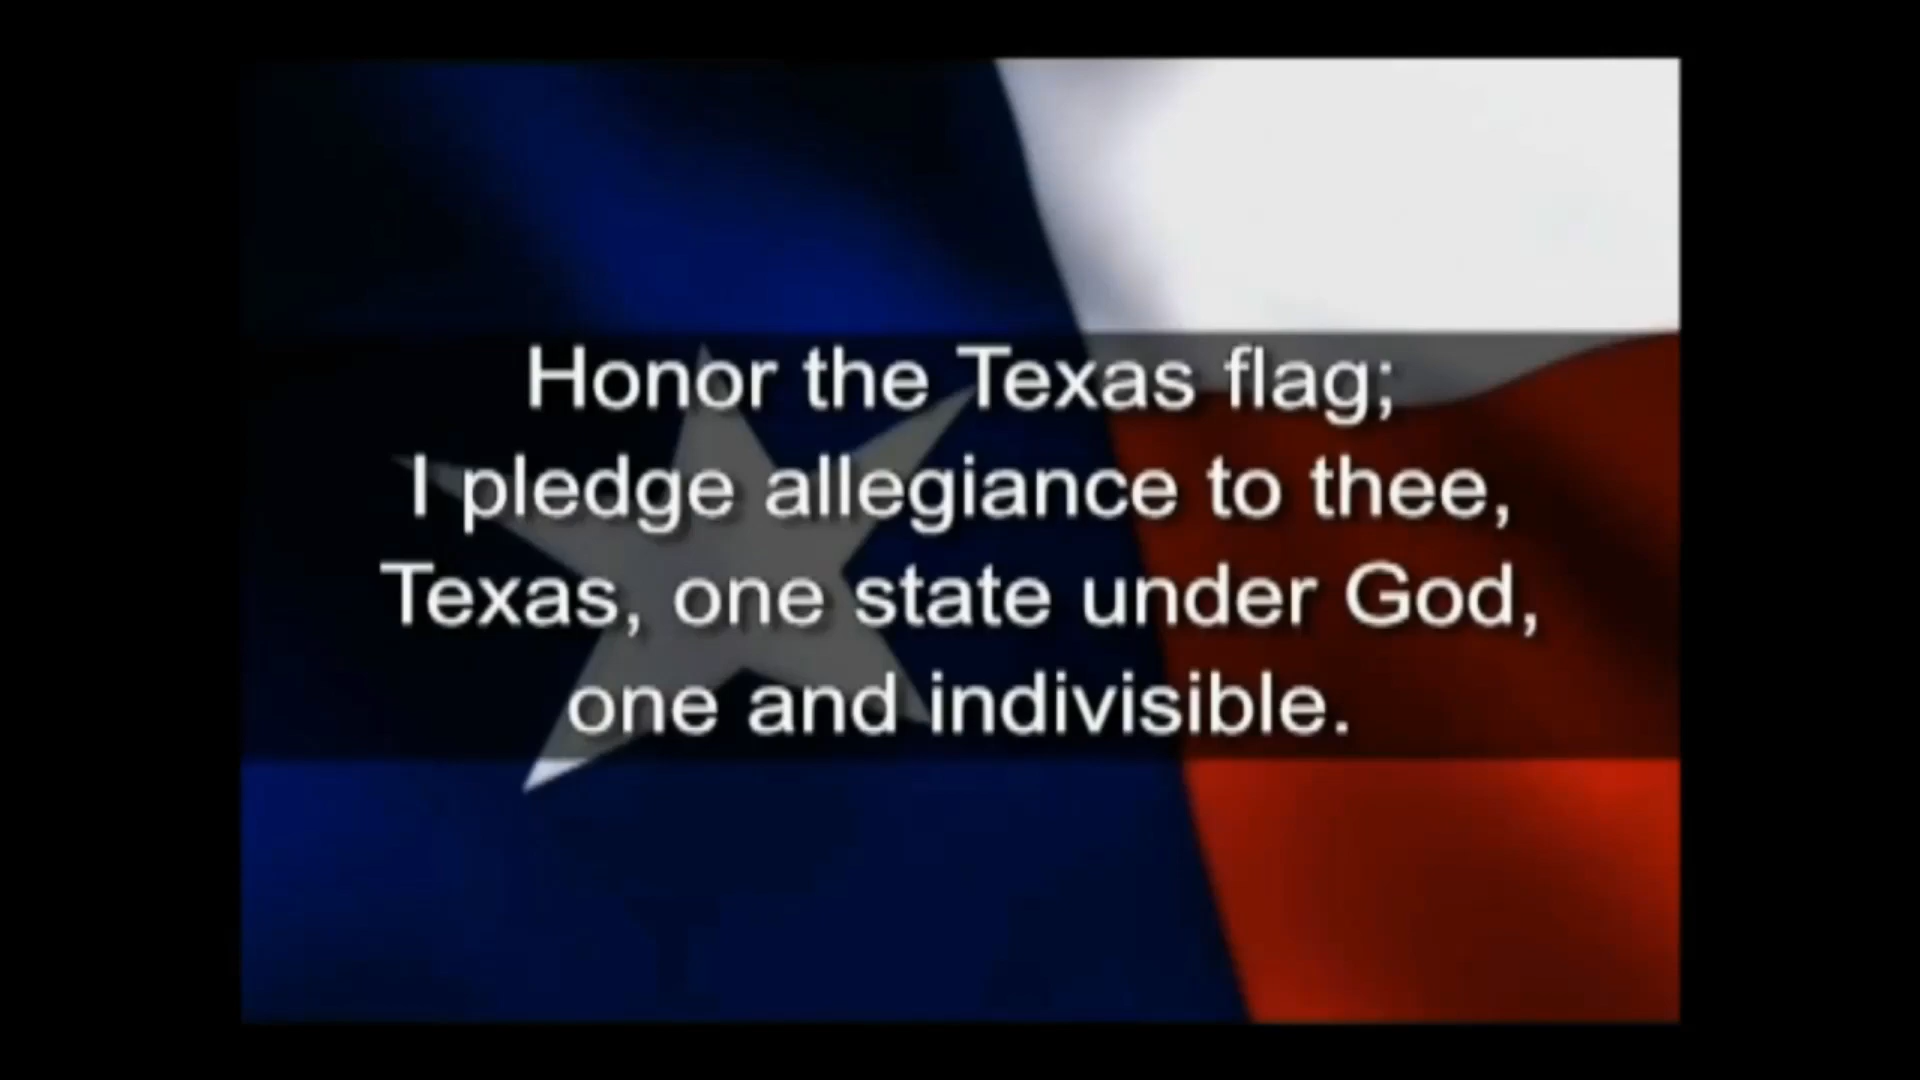 Honor the Texas flag;
I pledge allegiance to thee,
Texas, one state under God,
one and indivisible.